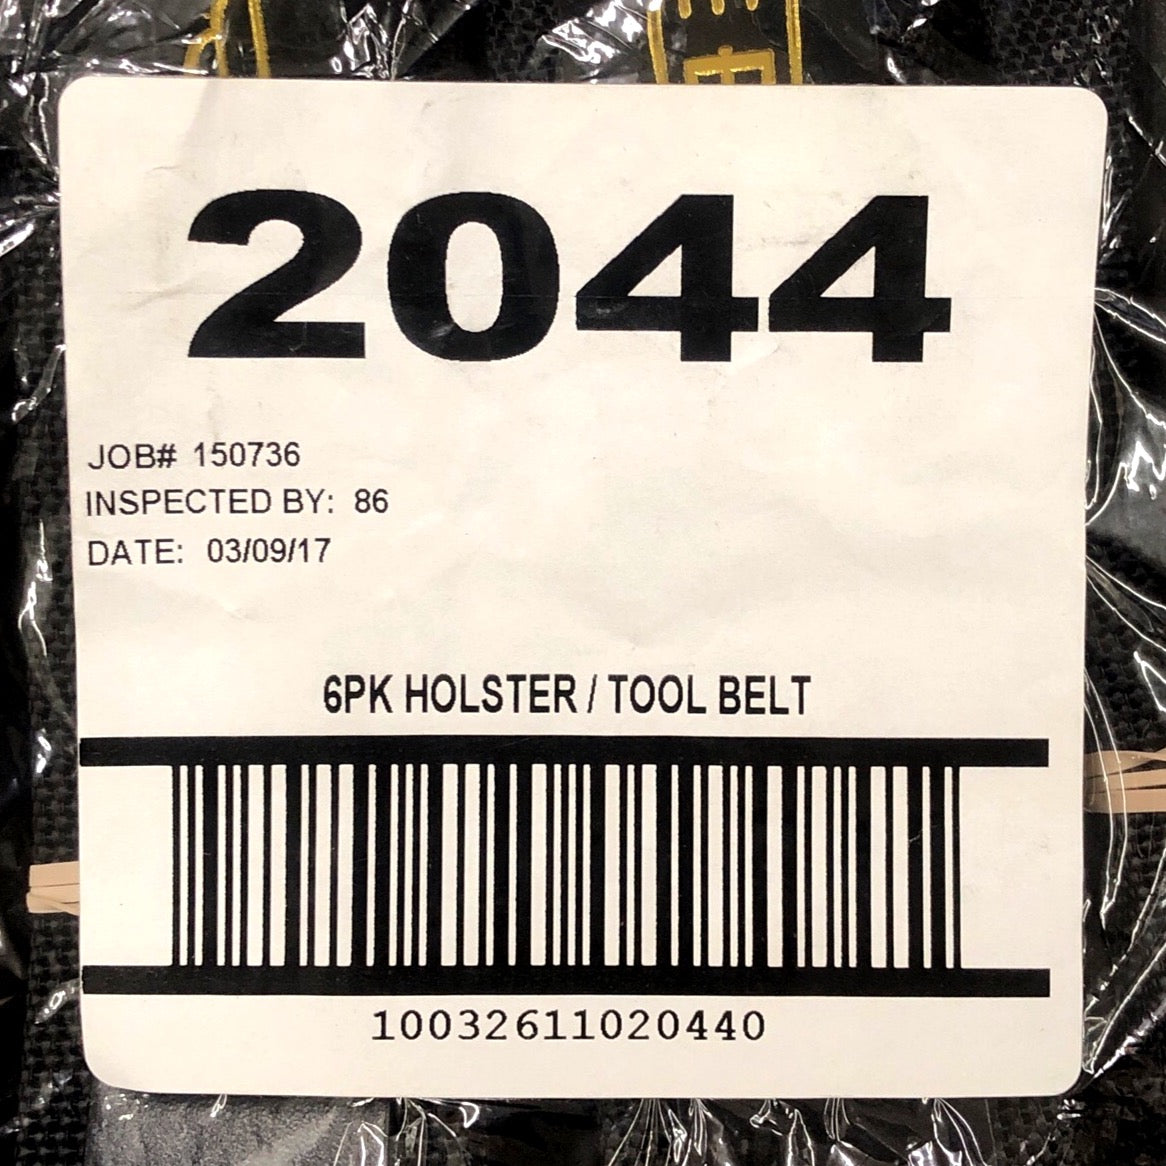 2044
JOB# 150736
INSPECTED BY: 86
DATE: 03/09/17
6PK HOLSTER / TOOL BELT
10032611020440